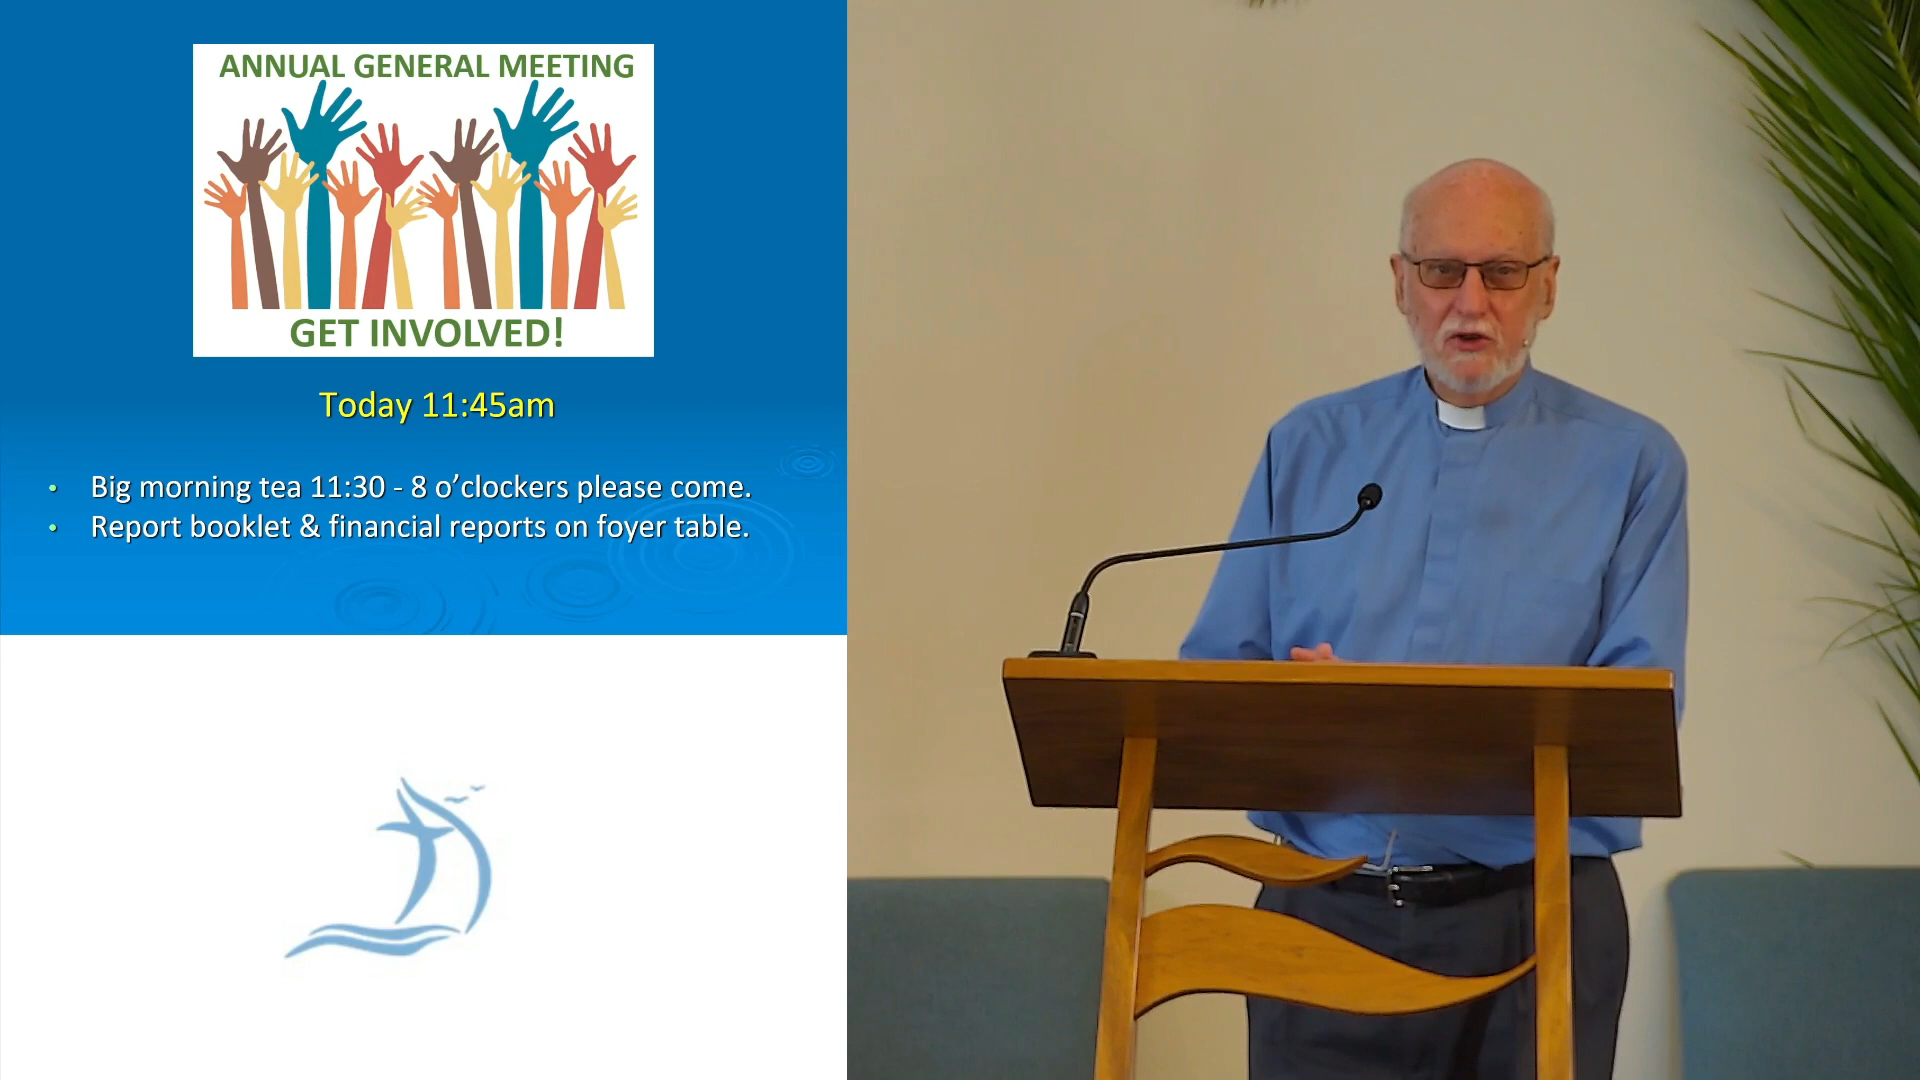 ANNUAL GENERAL MEETING
GET INVOLVED!
Today 11:45am
• Big morning tea 11:30 - 8 o’clockers please come.
• Report booklet & financial reports on foyer table.